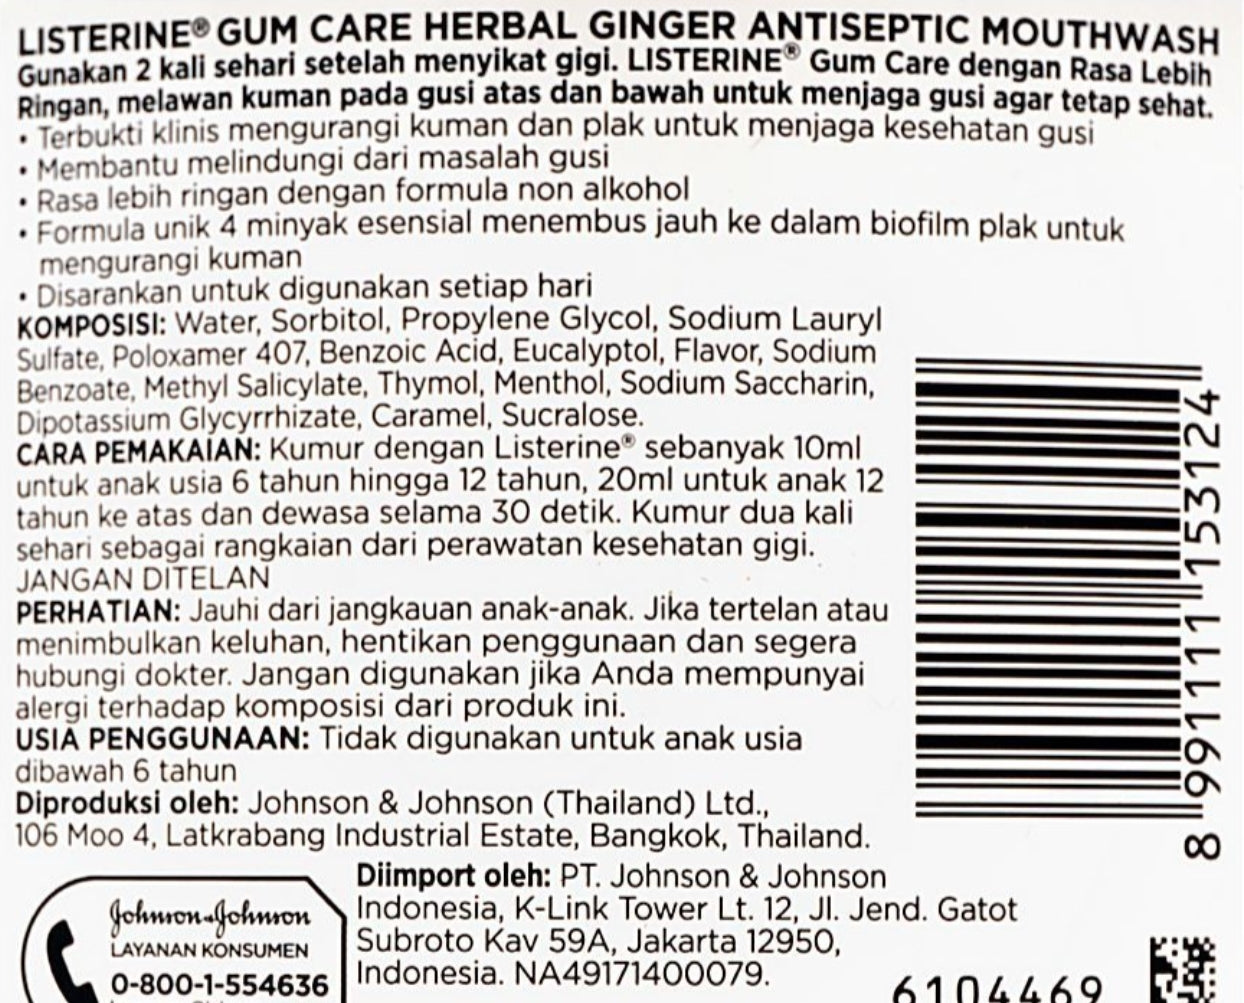 LISTERINE® GUM CARE HERBAL GINGER ANTISEPTIC MOUTHWASH
Gunakan 2 kali sehari setelah menyikat gigi. LISTERINE® Gum Care dengan Rasa Lebih
Ringan, melawan kuman pada gusi atas dan bawah untuk menjaga gusi agar tetap sehat.
• Terbukti klinis mengurangi kuman dan plak untuk menjaga kesehatan gusi
• Membantu melindungi dari masalah gusi
• Rasa lebih ringan dengan formula non alkohol
• Formula unik 4 minyak esensial menembus jauh ke dalam biofilm plak untuk
mengurangi kuman
• Disarankan untuk digunakan setiap hari
KOMPOSISI: Water, Sorbitol, Propylene Glycol, Sodium Lauryl
Sulfate, Poloxamer 407, Benzoic Acid, Eucalyptol, Flavor, Sodium
Benzoate, Methyl Salicylate, Thymol, Menthol, Sodium Saccharin,
Dipotassium Glycyrrhizate, Caramel, Sucralose.
CARA PEMAKAIAN: Kumur dengan Listerine® sebanyak 10ml
untuk anak usia 6 tahun hingga 12 tahun, 20ml untuk anak 12
tahun ke atas dan dewasa selama 30 detik. Kumur dua kali
sehari sebagai rangkaian dari perawatan kesehatan gigi.
JANGAN DITELAN
PERHATIAN: Jauhi dari jangkauan anak-anak. Jika tertelan atau
menimbulkan keluhan, hentikan penggunaan dan segera
hubungi dokter. Jangan digunakan jika Anda mempunyai
alergi terhadap komposisi dari produk ini.
USIA PENGGUNAAN: Tidak digunakan untuk anak usia
dibawah 6 tahun
Diproduksi oleh: Johnson & Johnson (Thailand) Ltd.,
106 Moo 4, Latkrabang Industrial Estate, Bangkok, Thailand.
Diimport oleh: PT. Johnson & Johnson
Indonesia, K-Link Tower Lt. 12, Jl. Jend. Gatot
Subroto Kav 59A, Jakarta 12950,
Indonesia. NA49171400079.
Johnson & Johnson
LAYANAN KONSUMEN
0-800-1-554636
8 991111 153124
6104469